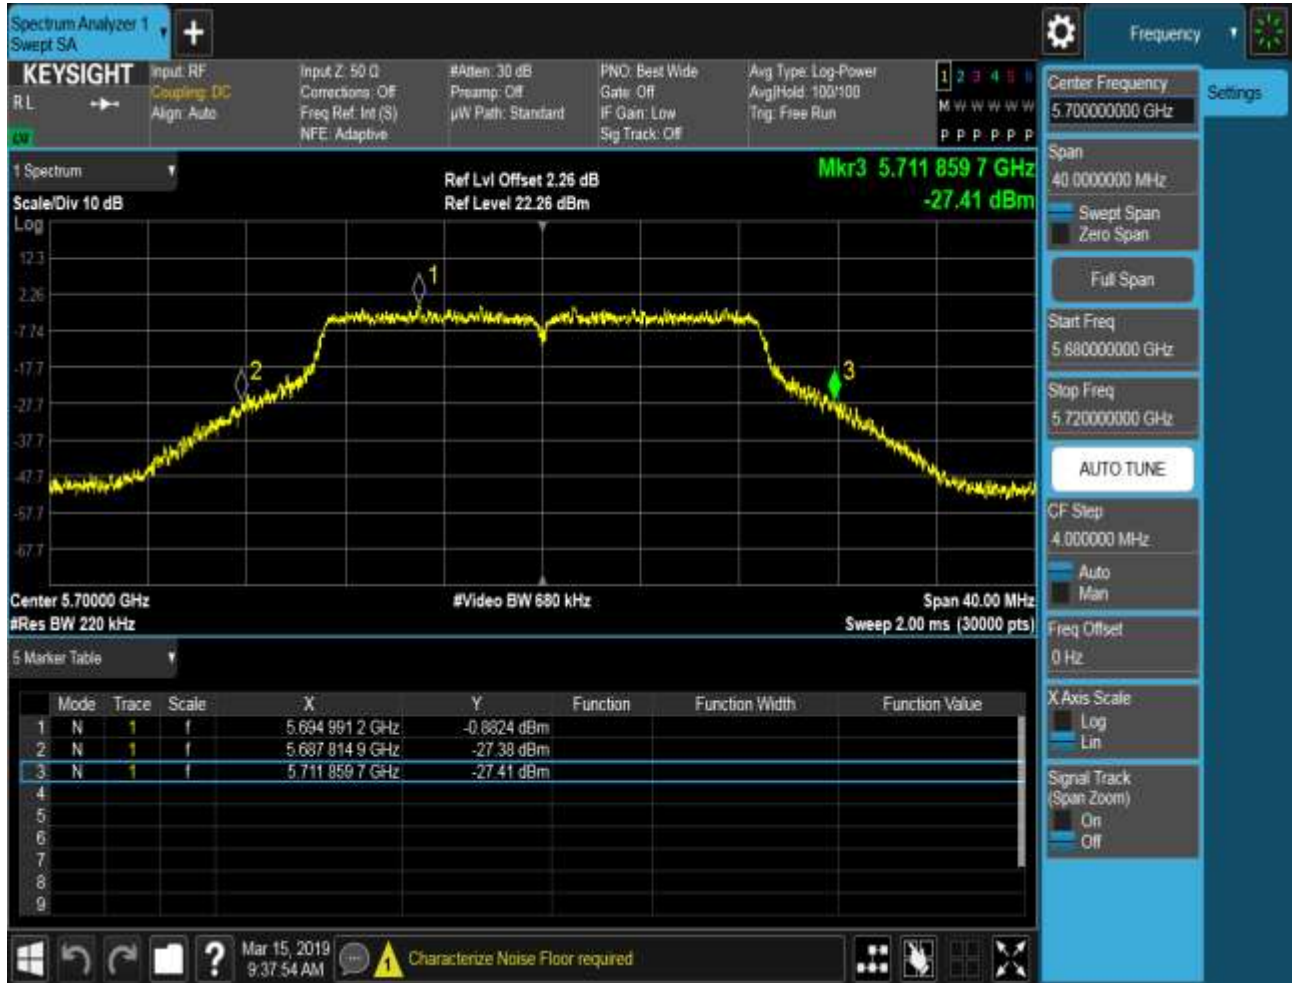 Spectrum Analyzer 1
Swept SA
+
Frequency
KEYSIGHT
RL
Input: RF
Coupling: DC
Align: Auto
Input Z: 50 Ω
Corrections: Off
Freq Ref: Int (S)
NFE: Adaptive
#Atten: 30 dB
Preamp: Off
µW Path: Standard
PNO: Best Wide
Gate: Off
IF Gain: Low
Sig Track: Off
Avg Type: Log-Power
Avg|Hold: 100/100
Trig: Free Run
1 2 3 4 5 6
M W W W W W
P P P P P P
1 Spectrum
Scale/Div 10 dB
Ref Lvl Offset 2.26 dB
Ref Level 22.26 dBm
Mkr3 5.711 859 7 GHz
-27.41 dBm
Log
12.3
2.26
-7.74
-17.7
-27.7
-37.7
-47.7
-57.7
-67.7
1
2
3
Center 5.70000 GHz
#Video BW 680 kHz
Span 40.00 MHz
#Res BW 220 kHz
Sweep 2.00 ms (30000 pts)
5 Marker Table
Mode Trace Scale X Y Function Function Width Function Value
1 N 1 f 5.694 991 2 GHz -0.8824 dBm
2 N 1 f 5.687 814 9 GHz -27.38 dBm
3 N 1 f 5.711 859 7 GHz -27.41 dBm
4
5
6
7
8
9
Mar 15, 2019
9:37:54 AM
?
1
Characterize Noise Floor required
Center Frequency
5.700000000 GHz
Settings
Span
40.0000000 MHz
Swept Span
Zero Span
Full Span
Start Freq
5.680000000 GHz
Stop Freq
5.720000000 GHz
AUTO TUNE
CF Step
4.000000 MHz
Auto
Man
Freq Offset
0 Hz
X Axis Scale
Log
Lin
Signal Track
(Span Zoom)
On
Off